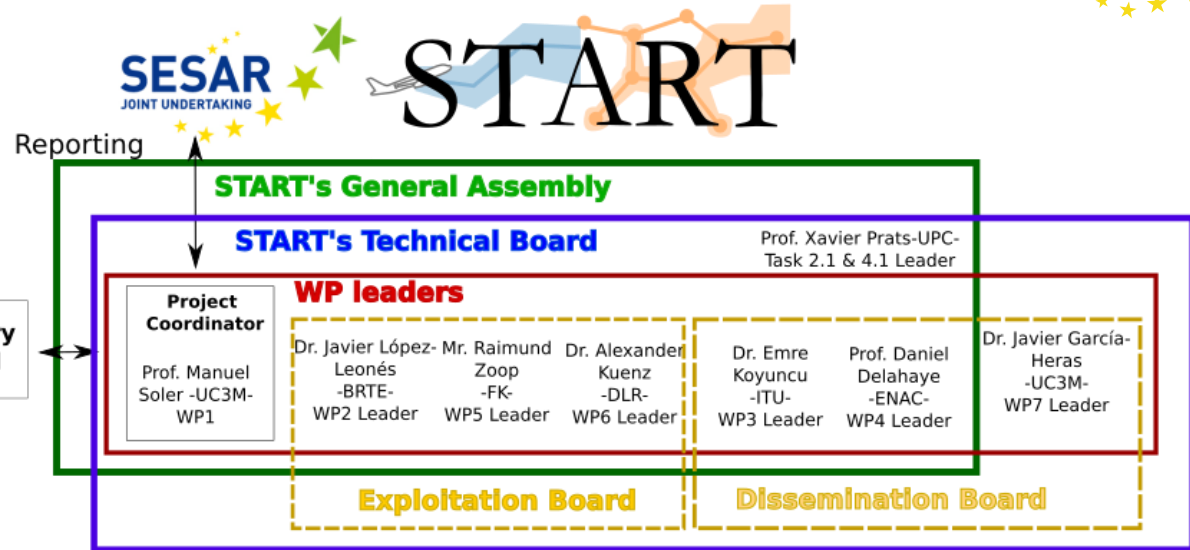 SESAR
JOINT UNDERTAKING
START
Reporting
START's General Assembly
START's Technical Board
Prof. Xavier Prats-UPC-
Task 2.1 & 4.1 Leader
WP leaders
Project
Coordinator
Prof. Manuel
Soler -UC3M-
WP1
Dr. Javier López-
Leonés
-BRTE-
WP2 Leader
Mr. Raimund
Zoop
-FK-
WP5 Leader
Dr. Alexander
Kuenz
-DLR-
WP6 Leader
Dr. Emre
Koyuncu
-ITU-
WP3 Leader
Prof. Daniel
Delahaye
-ENAC-
WP4 Leader
Dr. Javier García-
Heras
-UC3M-
WP7 Leader
Exploitation Board
Dissemination Board